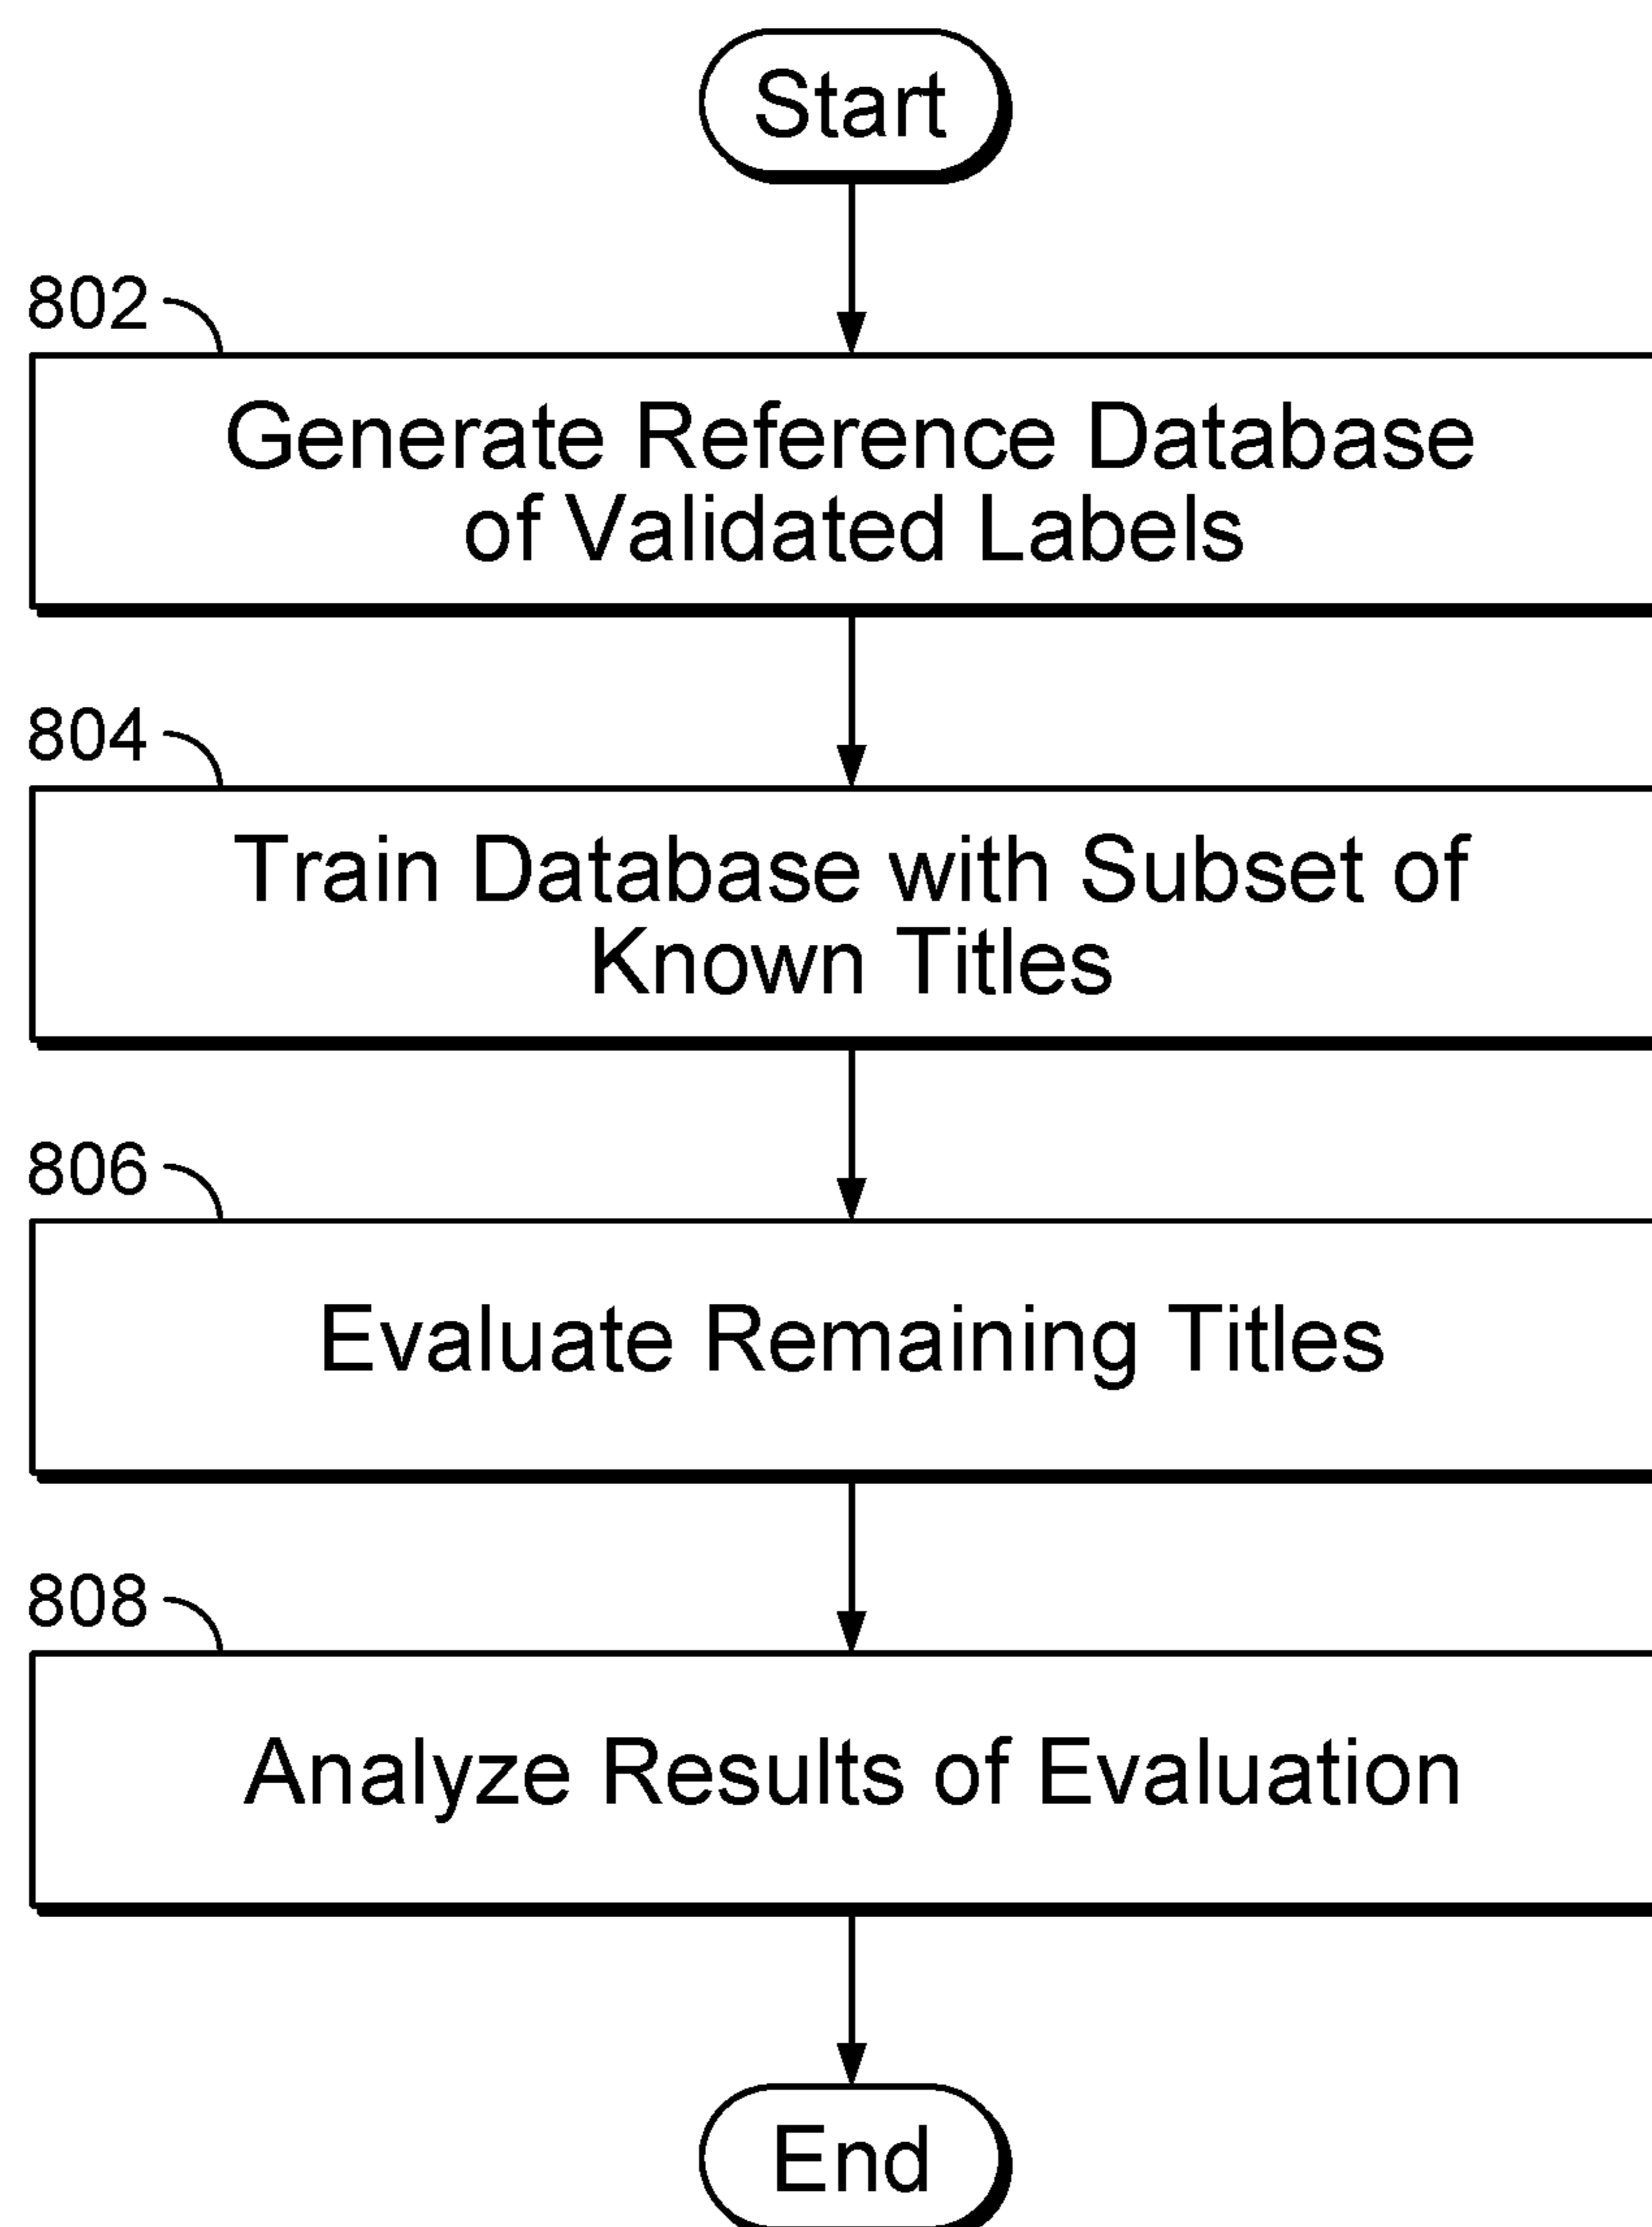 Start
802
Generate Reference Database
of Validated Labels
804
Train Database with Subset of
Known Titles
806
Evaluate Remaining Titles
808
Analyze Results of Evaluation
End